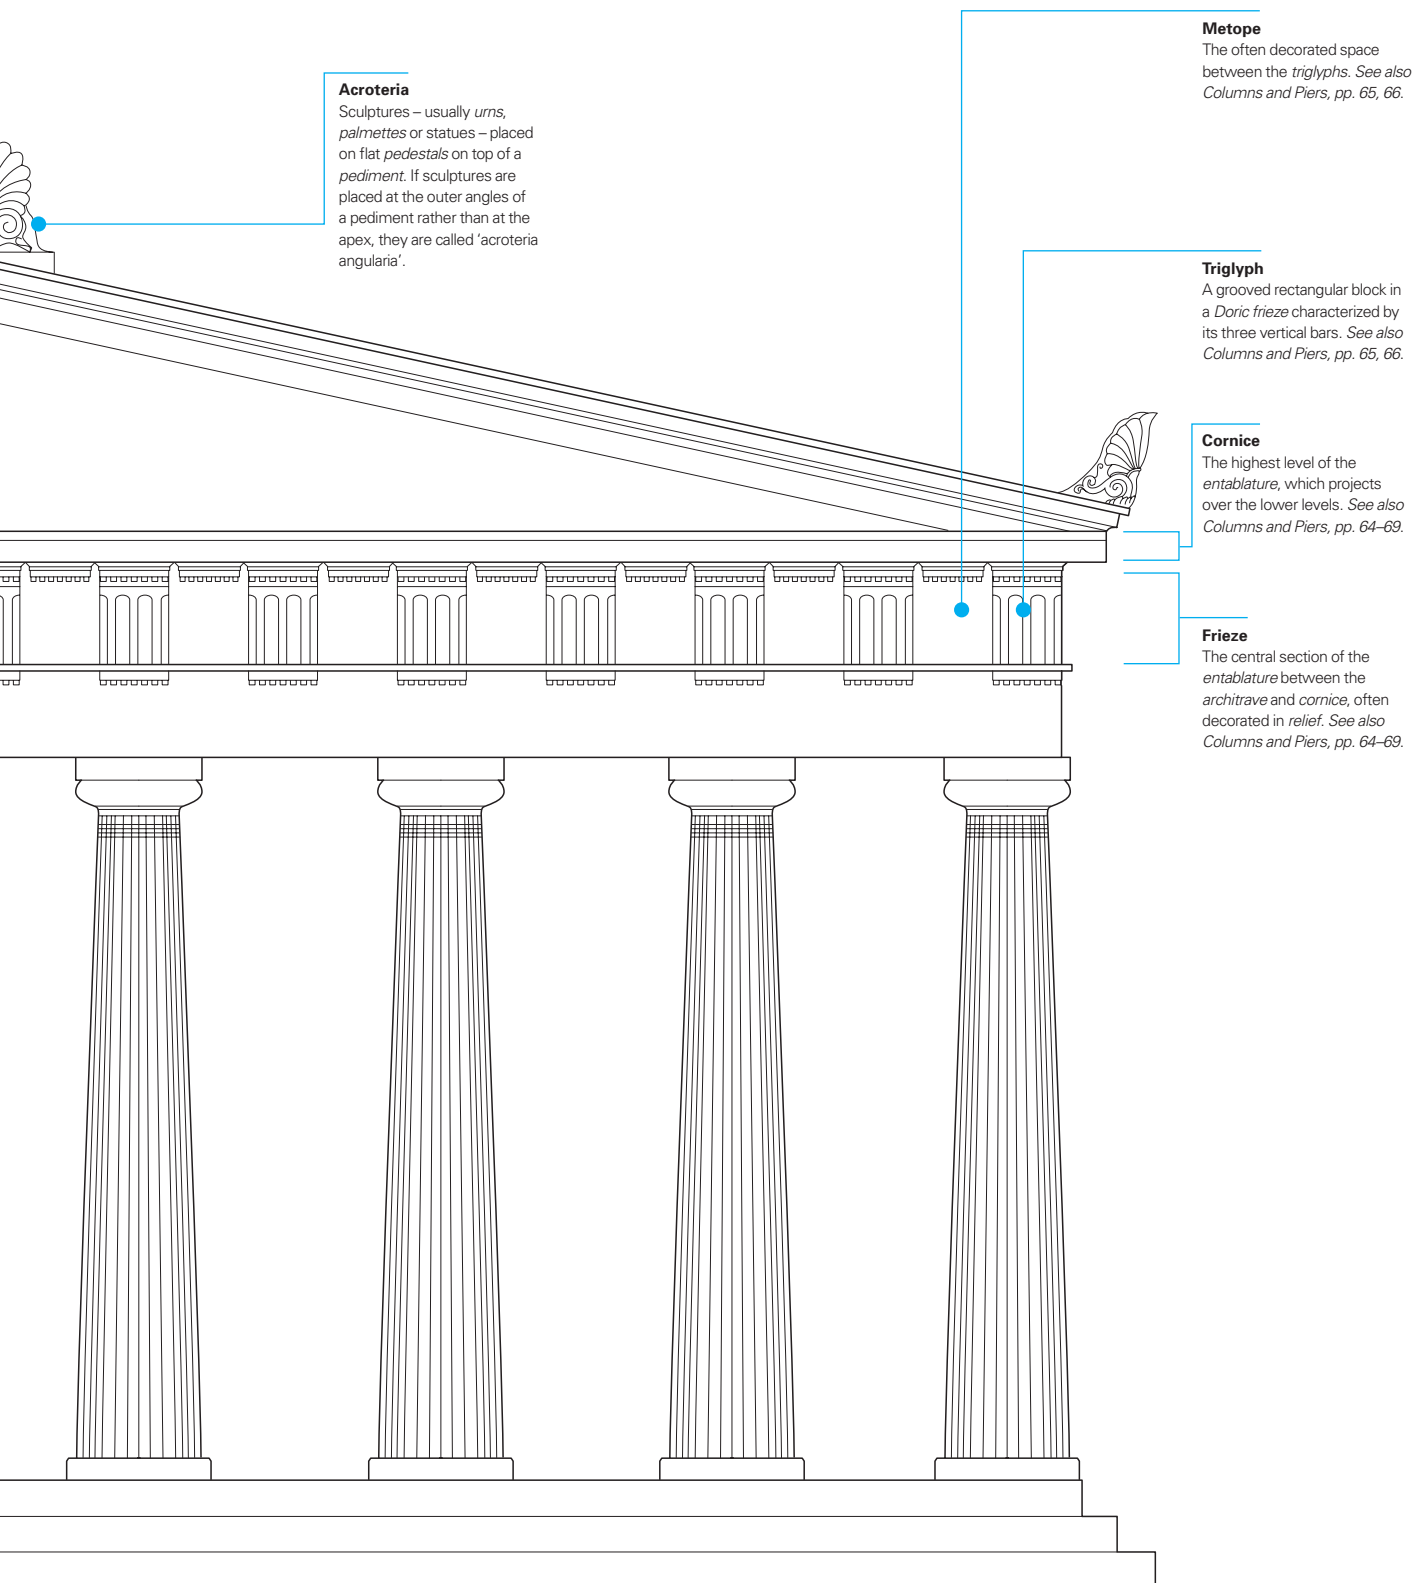 Acroteria
Sculptures – usually urns,
palmettes or statues – placed
on flat pedestals on top of a
pediment. If sculptures are
placed at the outer angles of
a pediment rather than at the
apex, they are called ‘acroteria
angularia’.
Metope
The often decorated space
between the triglyphs. See also
Columns and Piers, pp. 65, 66.
Triglyph
A grooved rectangular block in
a Doric frieze characterized by
its three vertical bars. See also
Columns and Piers, pp. 65, 66.
Cornice
The highest level of the
entablature, which projects
over the lower levels. See also
Columns and Piers, pp. 64–69.
Frieze
The central section of the
entablature between the
architrave and cornice, often
decorated in relief. See also
Columns and Piers, pp. 64–69.